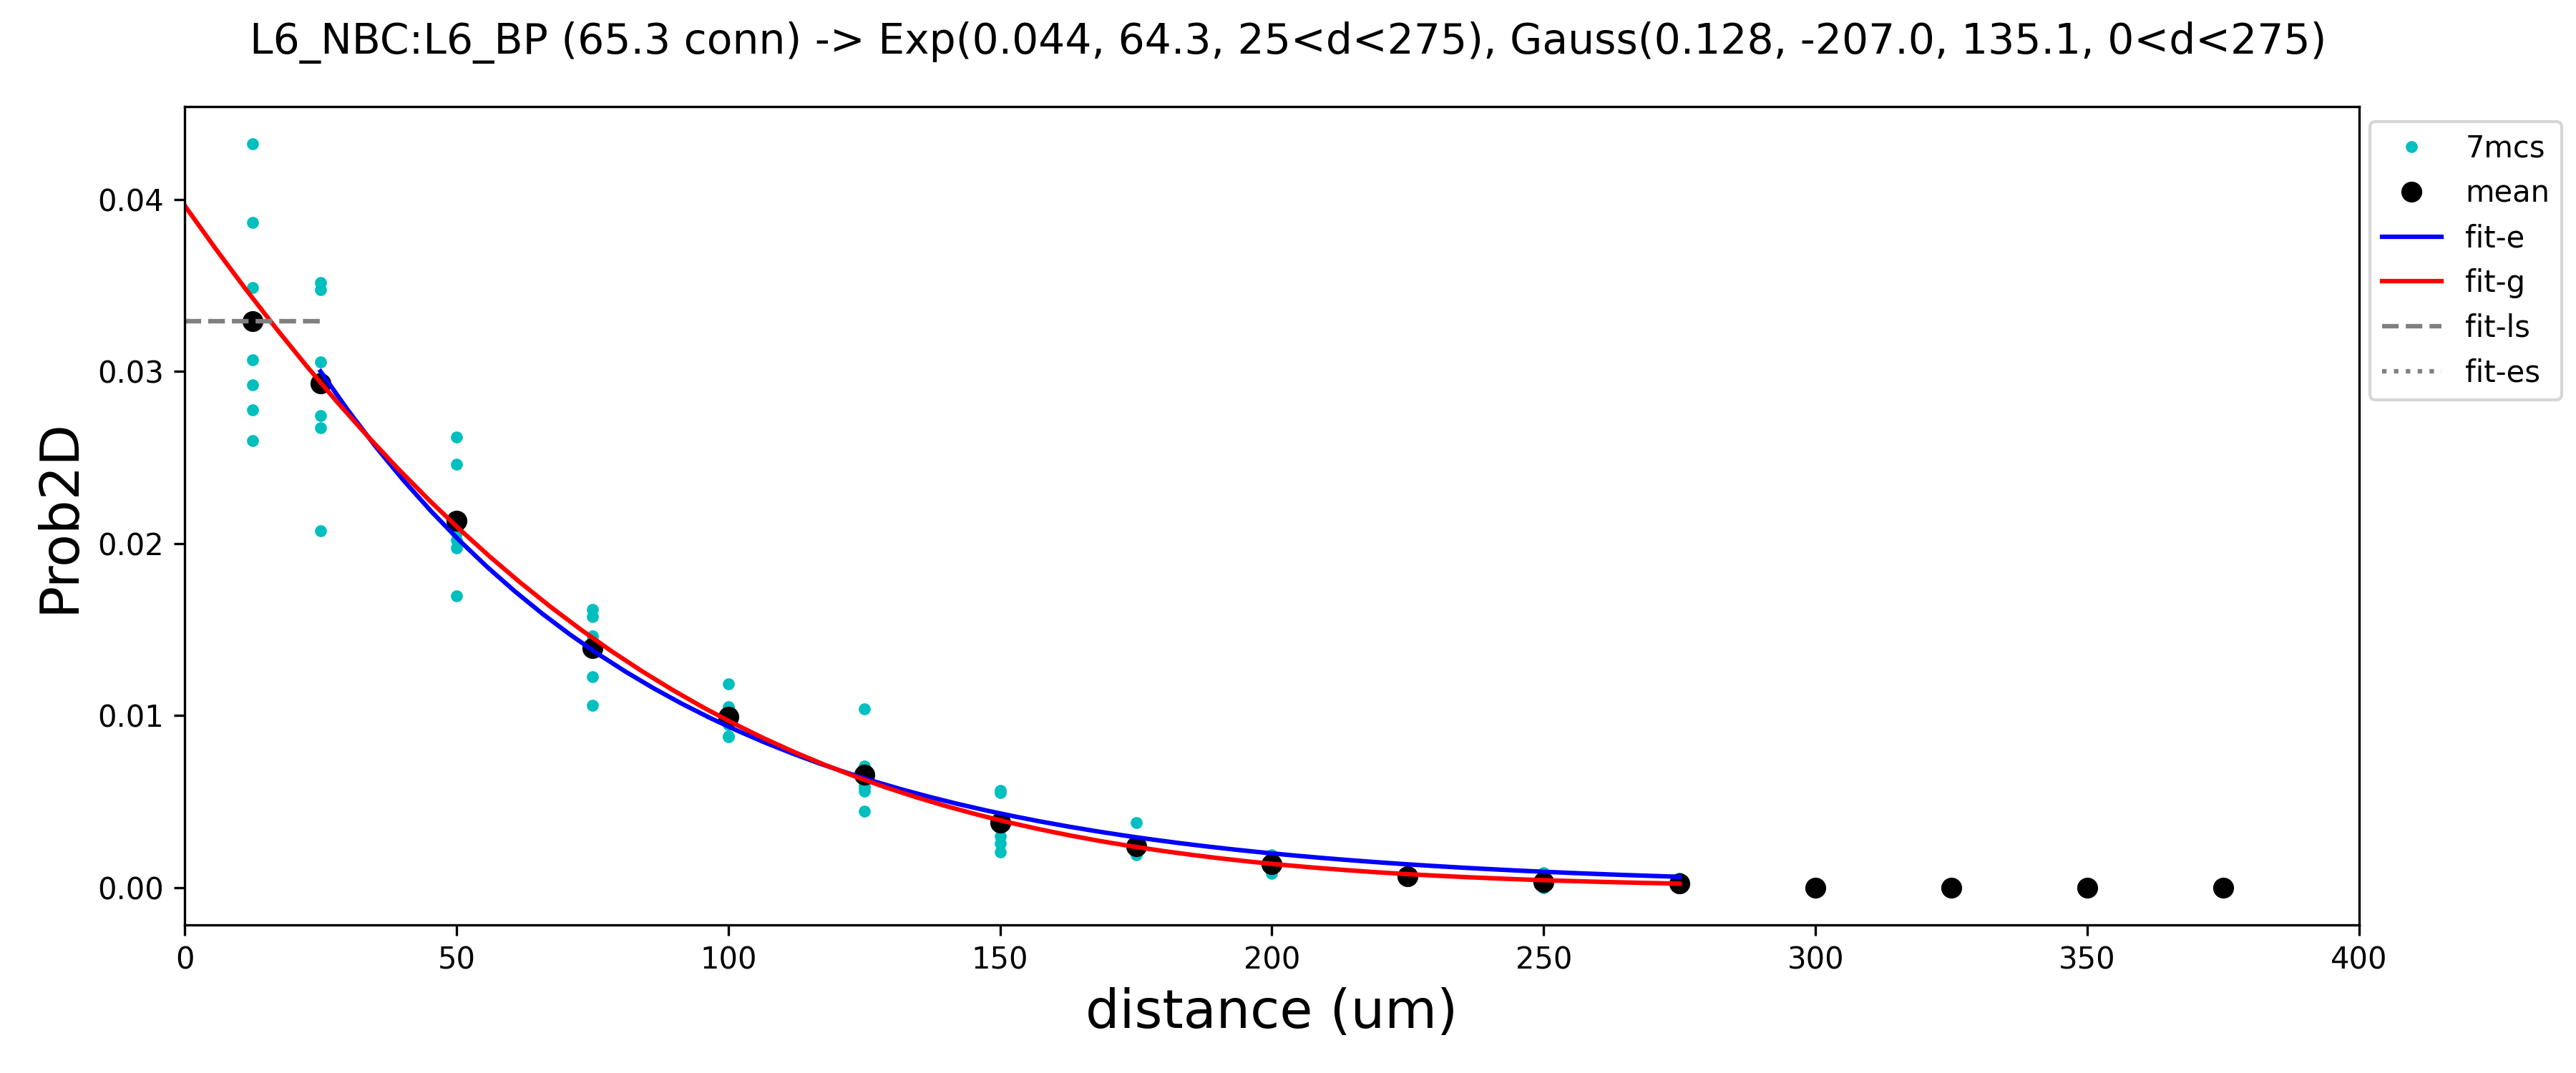 L6_NBC:L6_BP (65.3 conn) -> Exp(0.044, 64.3, 25<d<275), Gauss(0.128, -207.0, 135.1, 0<d<275)
7mcs
mean
fit-e
fit-g
fit-ls
fit-es
Prob2D
0.04
0.03
0.02
0.01
0.00
0 50 100 150 200 250 300 350 400
distance (um)